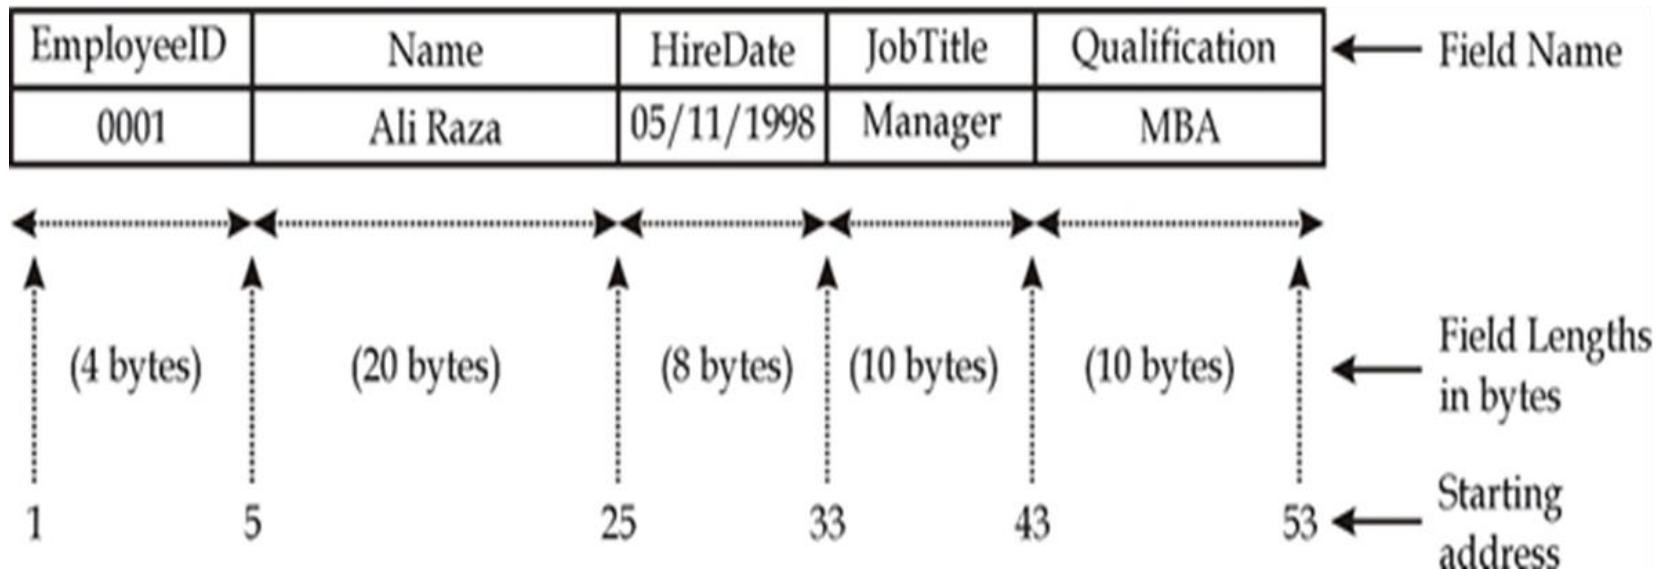 EmployeeID Name HireDate JobTitle Qualification Field Name
0001 Ali Raza 05/11/1998 Manager MBA
(4 bytes) (20 bytes) (8 bytes) (10 bytes) (10 bytes) Field Lengths
in bytes
1 5 25 33 43 53 Starting
address